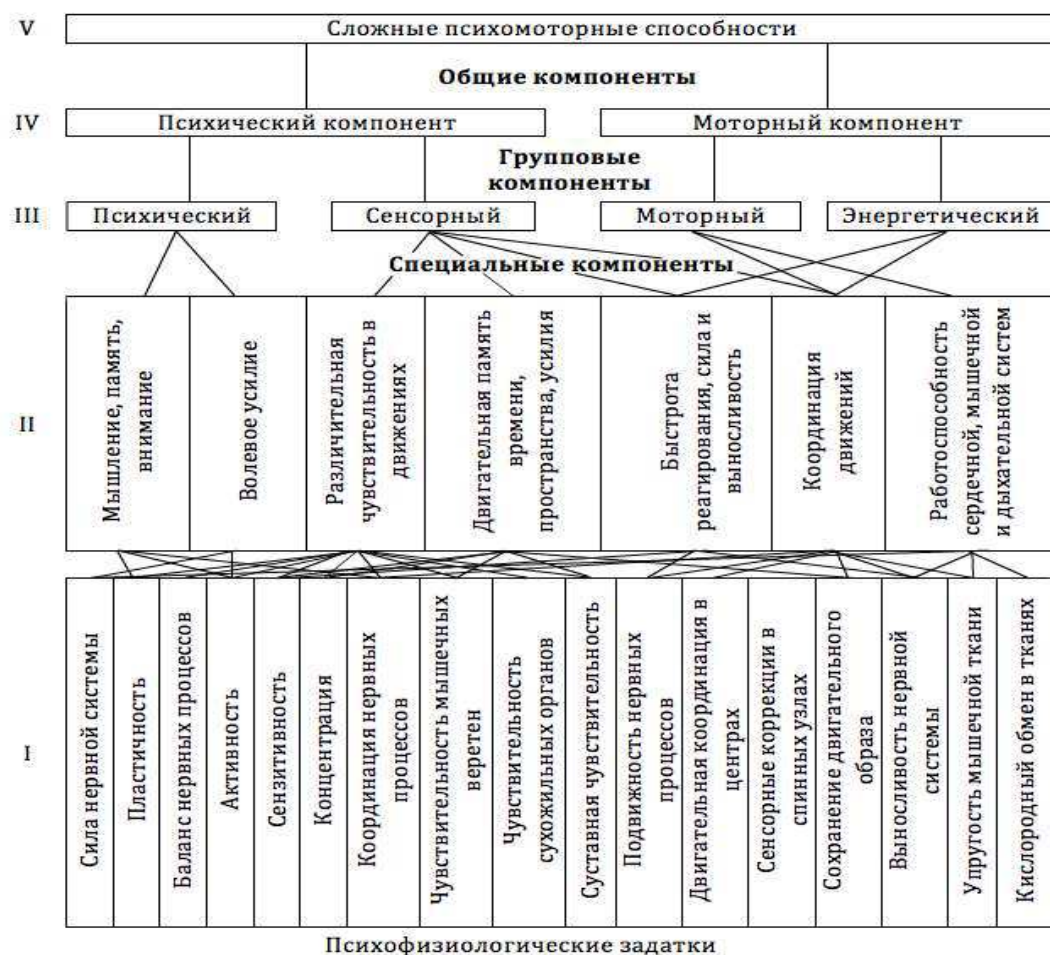 V
Сложные психомоторные способности
Общие компоненты
IV
Психический компонент
Моторный компонент
Групповые
компоненты
III
Психический
Сенсорный
Моторный
Энергетический
Специальные компоненты
II
Мышление, память,
внимание
Волевое усилие
Различительная
чувствительность в
движениях
Двигательная память
времени,
пространства, усилия
Быстрота
реагирования, сила и
выносливость
Координация
движений
Работоспособность
сердечной, мышечной
и дыхательной систем
I
Сила нервной системы
Пластичность
Баланс нервных процессов
Активность
Сензитивность
Концентрация
Координация нервных
процессов
Чувствительность мышечных
веретен
Чувствительность
сухожильных органов
Суставная чувствительность
Подвижность нервных
процессов
Двигательная координация в
центрах
Сенсорные коррекции в
спинных узлах
Сохранение двигательного
образа
Выносливость нервной
системы
Упругость мышечной ткани
Кислородный обмен в тканях
Психофизиологические задатки